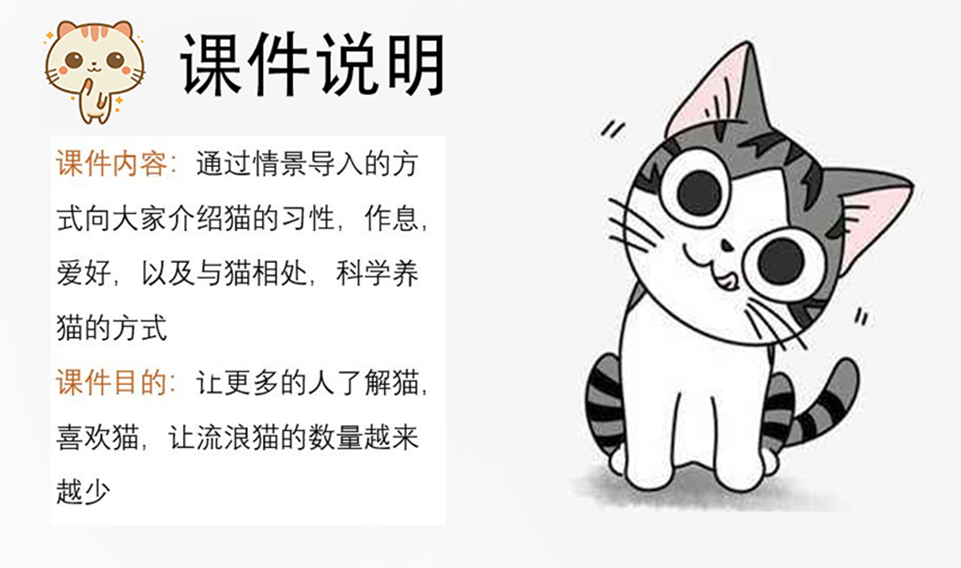 课件说明
课件内容：通过情景导入的方
式向大家介绍猫的习性，作息，
爱好，以及与猫相处，科学养
猫的方式
课件目的：让更多的人了解猫，
喜欢猫，让流浪猫的数量越来
越少